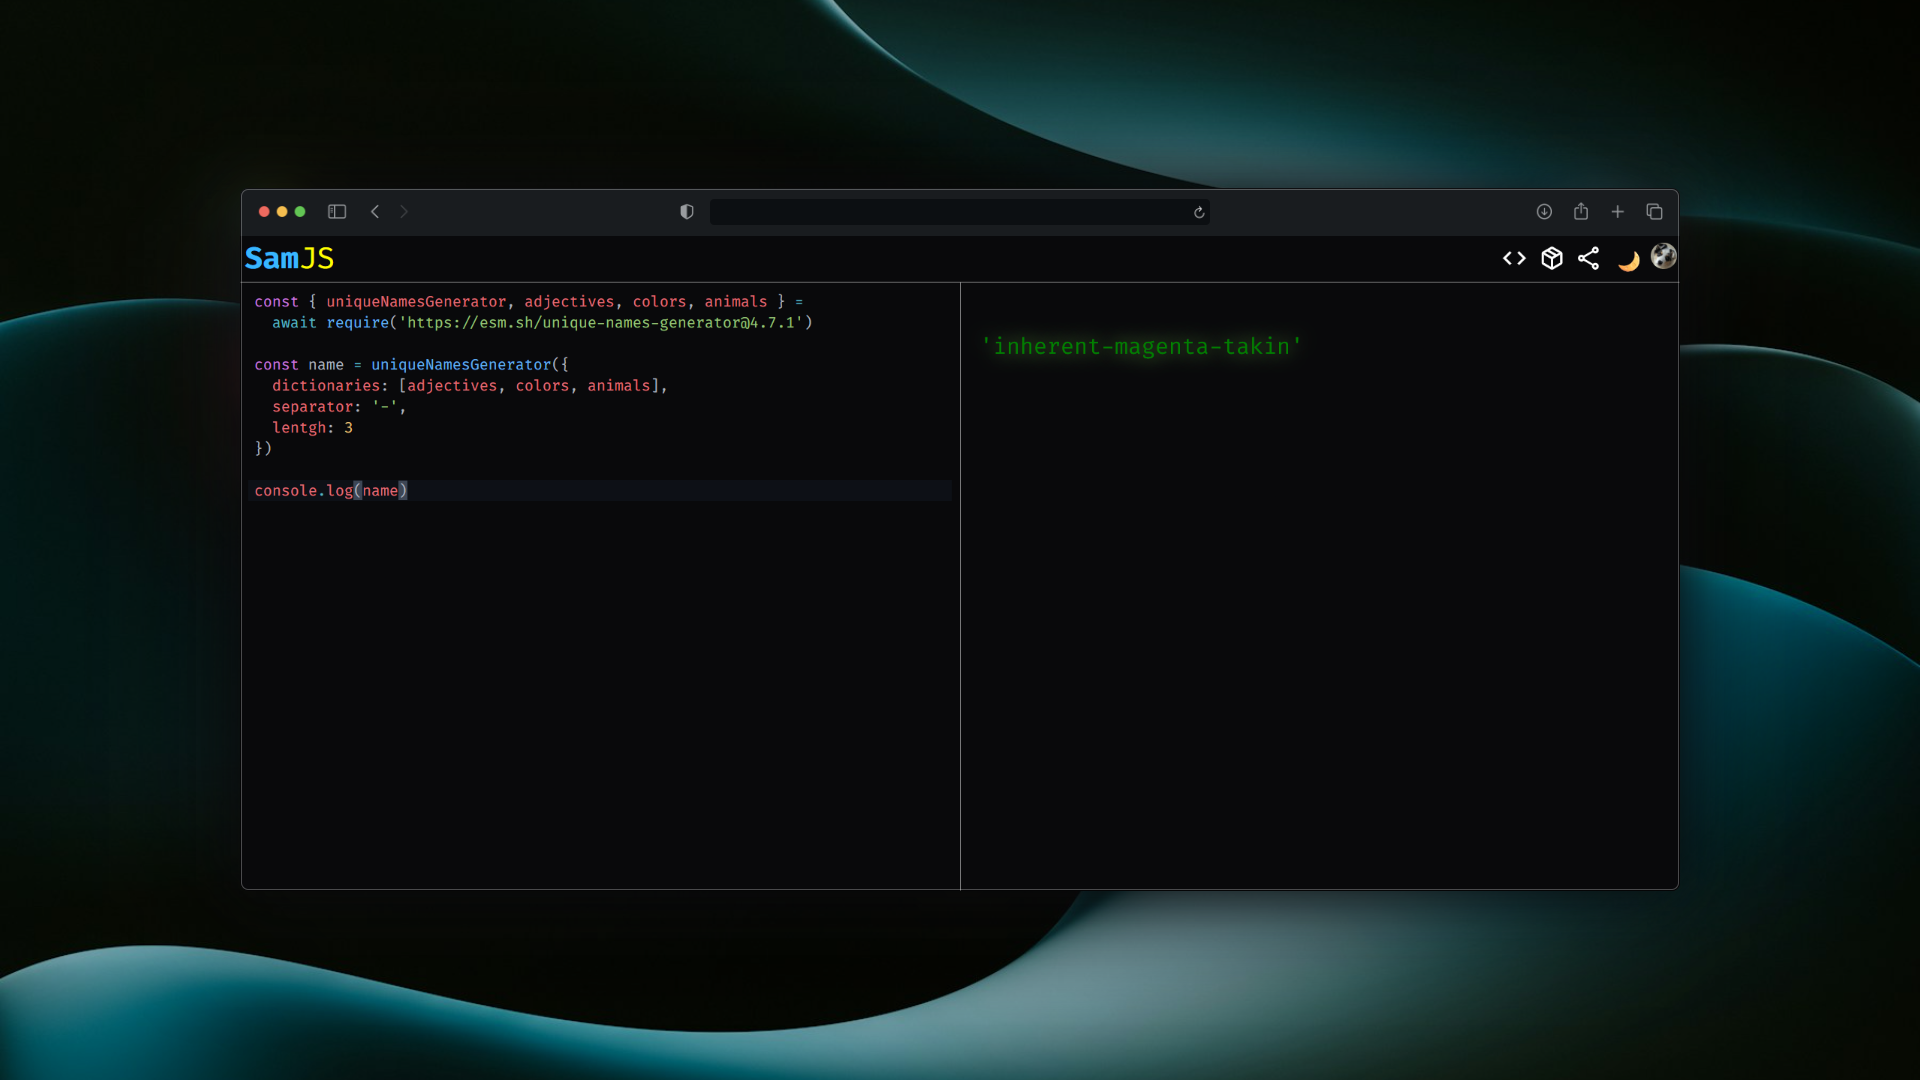 SamJS
const { uniqueNamesGenerator, adjectives, colors, animals } =
await require('https://esm.sh/unique-names-generator@4.7.1')
const name = uniqueNamesGenerator({
dictionaries: [adjectives, colors, animals],
separator: '-',
lentgh: 3
})
console.log(name)
'inherent-magenta-takin'